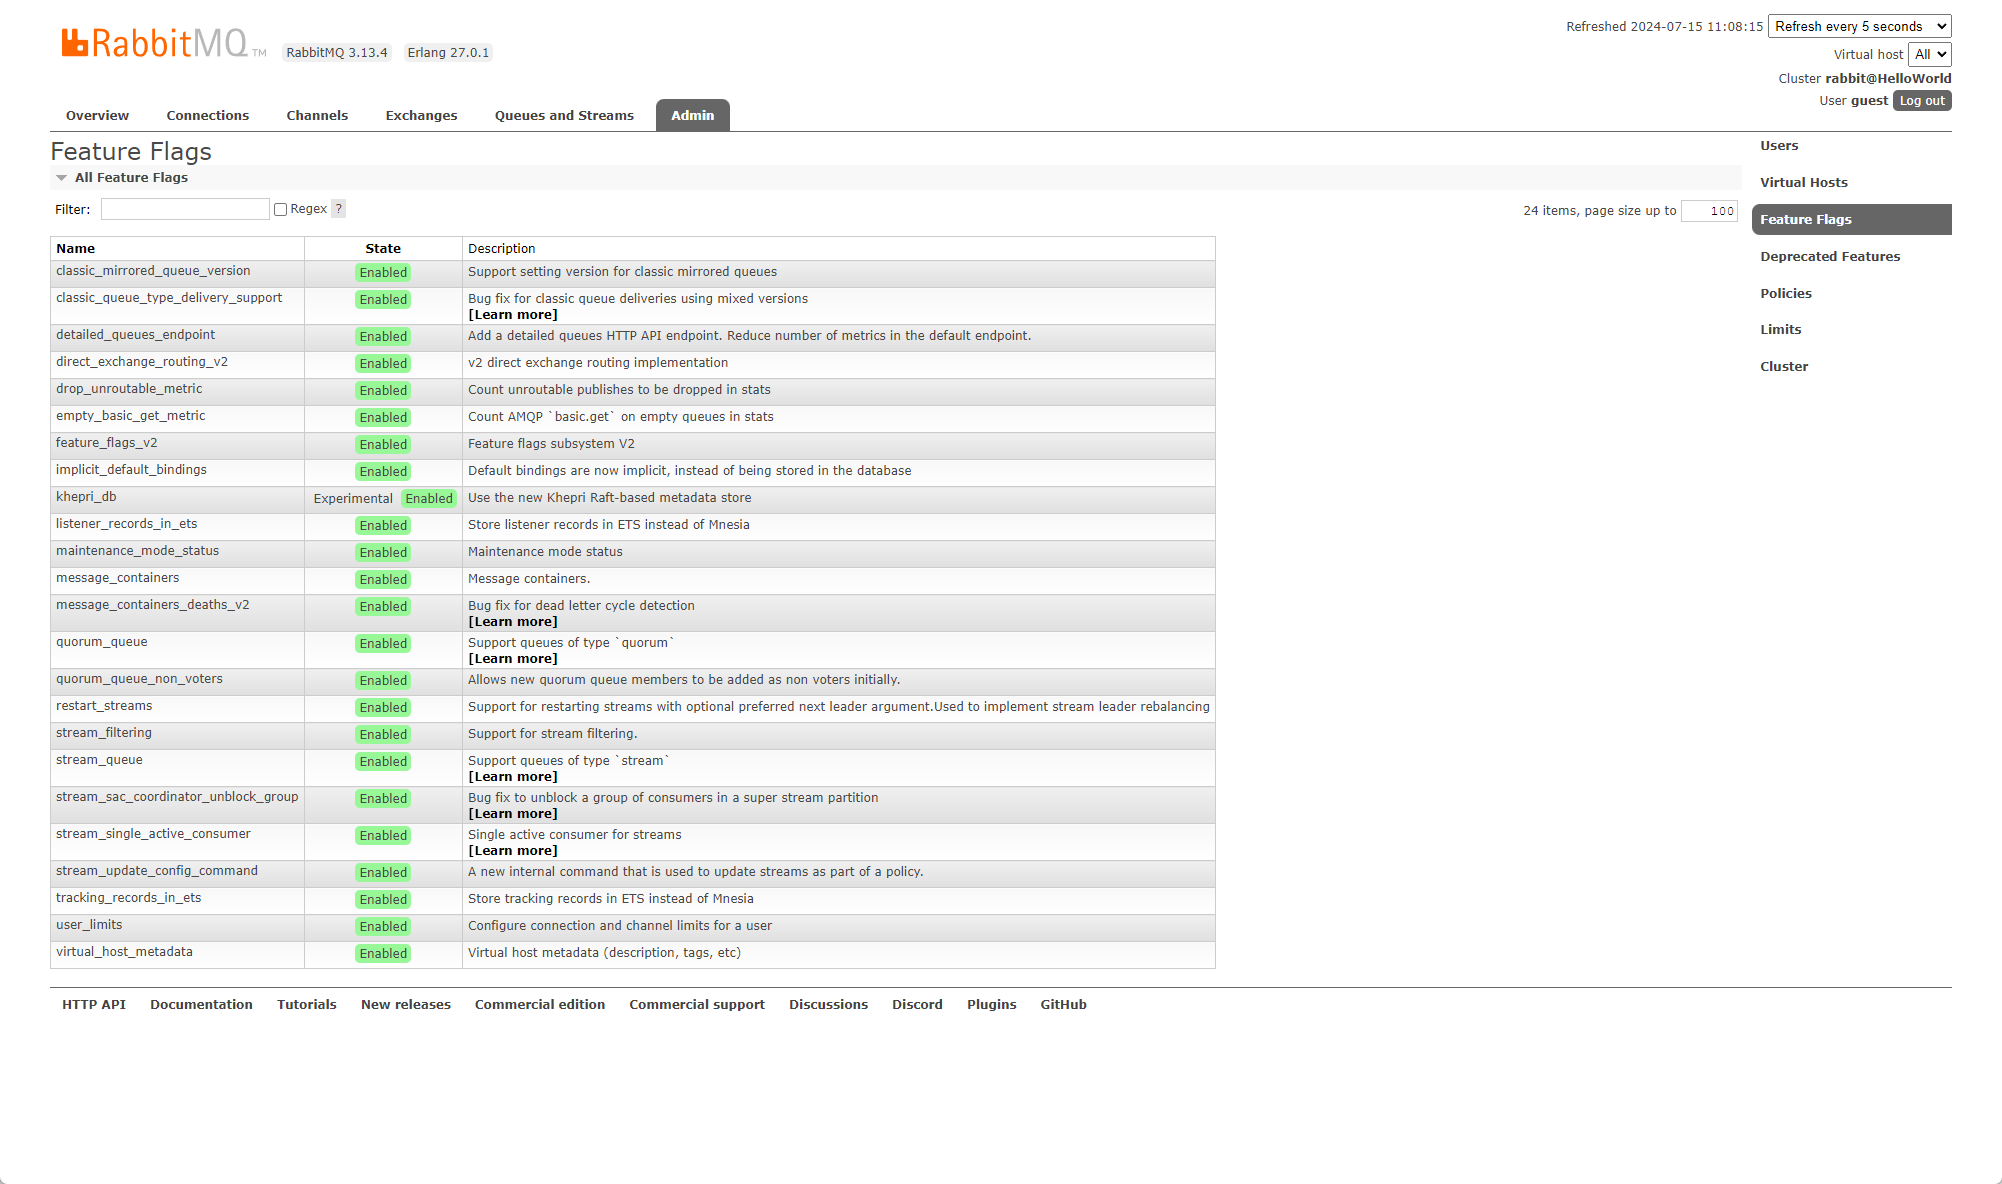 RabbitMQ TM RabbitMQ 3.13.4 Erlang 27.0.1
Refreshed 2024-07-15 11:08:15 Refresh every 5 seconds
Virtual host All
Cluster rabbit@HelloWorld
User guest Log out
Overview Connections Channels Exchanges Queues and Streams Admin
Feature Flags
All Feature Flags
Filter: Regex ?
24 items, page size up to 100
Name State Description
classic_mirrored_queue_version Enabled Support setting version for classic mirrored queues
classic_queue_type_delivery_support Enabled Bug fix for classic queue deliveries using mixed versions
[Learn more]
detailed_queues_endpoint Enabled Add a detailed queues HTTP API endpoint. Reduce number of metrics in the default endpoint.
direct_exchange_routing_v2 Enabled v2 direct exchange routing implementation
drop_unroutable_metric Enabled Count unroutable publishes to be dropped in stats
empty_basic_get_metric Enabled Count AMQP `basic.get` on empty queues in stats
feature_flags_v2 Enabled Feature flags subsystem V2
implicit_default_bindings Enabled Default bindings are now implicit, instead of being stored in the database
khepri_db Experimental Enabled Use the new Khepri Raft-based metadata store
listener_records_in_ets Enabled Store listener records in ETS instead of Mnesia
maintenance_mode_status Enabled Maintenance mode status
message_containers Enabled Message containers.
message_containers_deaths_v2 Enabled Bug fix for dead letter cycle detection
[Learn more]
quorum_queue Enabled Support queues of type `quorum`
[Learn more]
quorum_queue_non_voters Enabled Allows new quorum queue members to be added as non voters initially.
restart_streams Enabled Support for restarting streams with optional preferred next leader argument.Used to implement stream leader rebalancing
stream_filtering Enabled Support for stream filtering.
stream_queue Enabled Support queues of type `stream`
[Learn more]
stream_sac_coordinator_unblock_group Enabled Bug fix to unblock a group of consumers in a super stream partition
[Learn more]
stream_single_active_consumer Enabled Single active consumer for streams
[Learn more]
stream_update_config_command Enabled A new internal command that is used to update streams as part of a policy.
tracking_records_in_ets Enabled Store tracking records in ETS instead of Mnesia
user_limits Enabled Configure connection and channel limits for a user
virtual_host_metadata Enabled Virtual host metadata (description, tags, etc)
Users
Virtual Hosts
Feature Flags
Deprecated Features
Policies
Limits
Cluster
HTTP API Documentation Tutorials New releases Commercial edition Commercial support Discussions Discord Plugins GitHub